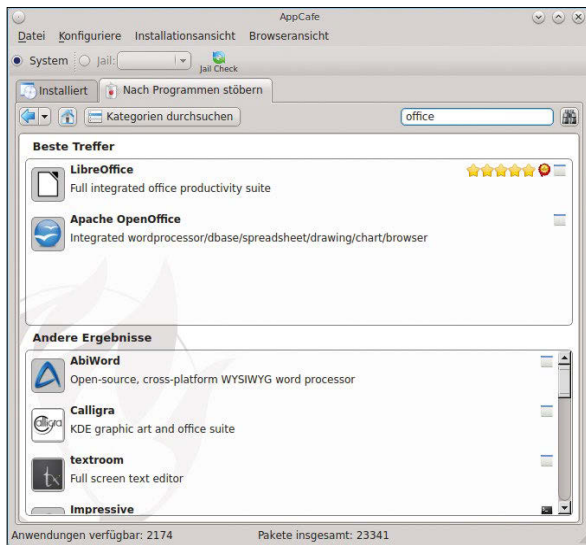 AppCafe
Datei Konfiguriere Installationsansicht Browseransicht
System Jail: Jail Check
Installiert Nach Programmen stöbern
Kategorien durchsuchen office
Beste Treffer
LibreOffice
Full integrated office productivity suite
Apache OpenOffice
Integrated wordprocessor/dbase/spreadsheet/drawing/chart/browser
Andere Ergebnisse
AbiWord
Open-source, cross-platform WYSIWYG word processor
Calligra
Calligra
KDE graphic art and office suite
textroom
tx
Full screen text editor
Impressive
Anwendungen verfügbar: 2174 Pakete insgesamt: 23341